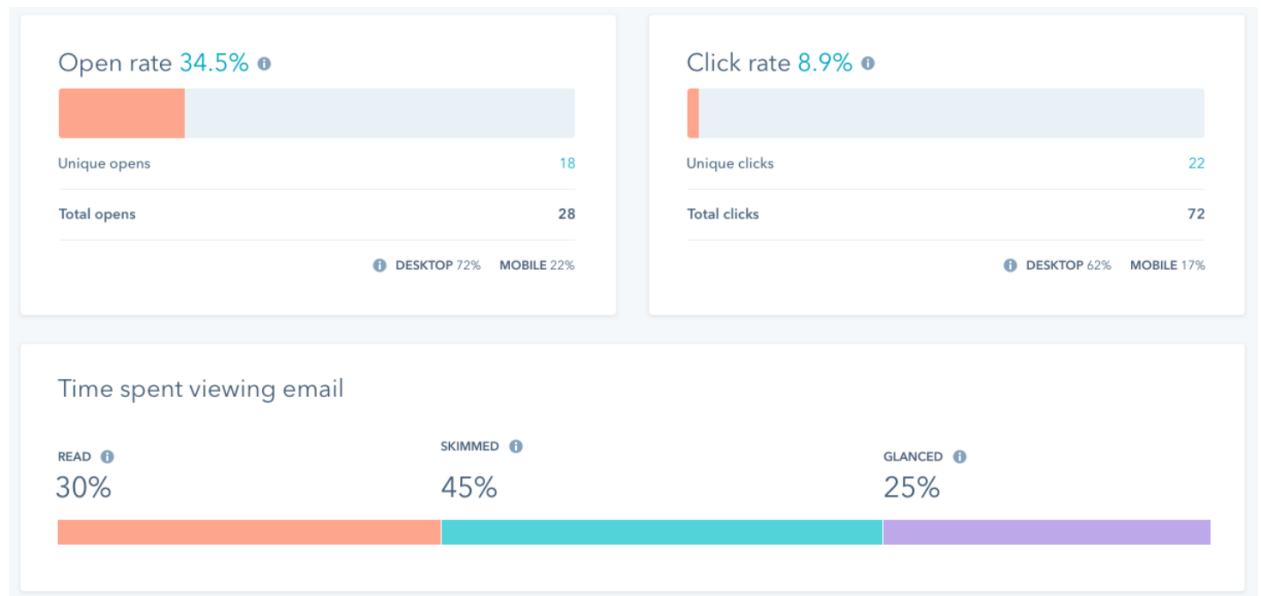 Open rate 34.5%
Unique opens 18
Total opens 28
DESKTOP 72% MOBILE 22%
Click rate 8.9%
Unique clicks 22
Total clicks 72
DESKTOP 62% MOBILE 17%
Time spent viewing email
READ
30%
SKIMMED
45%
GLANCED
25%